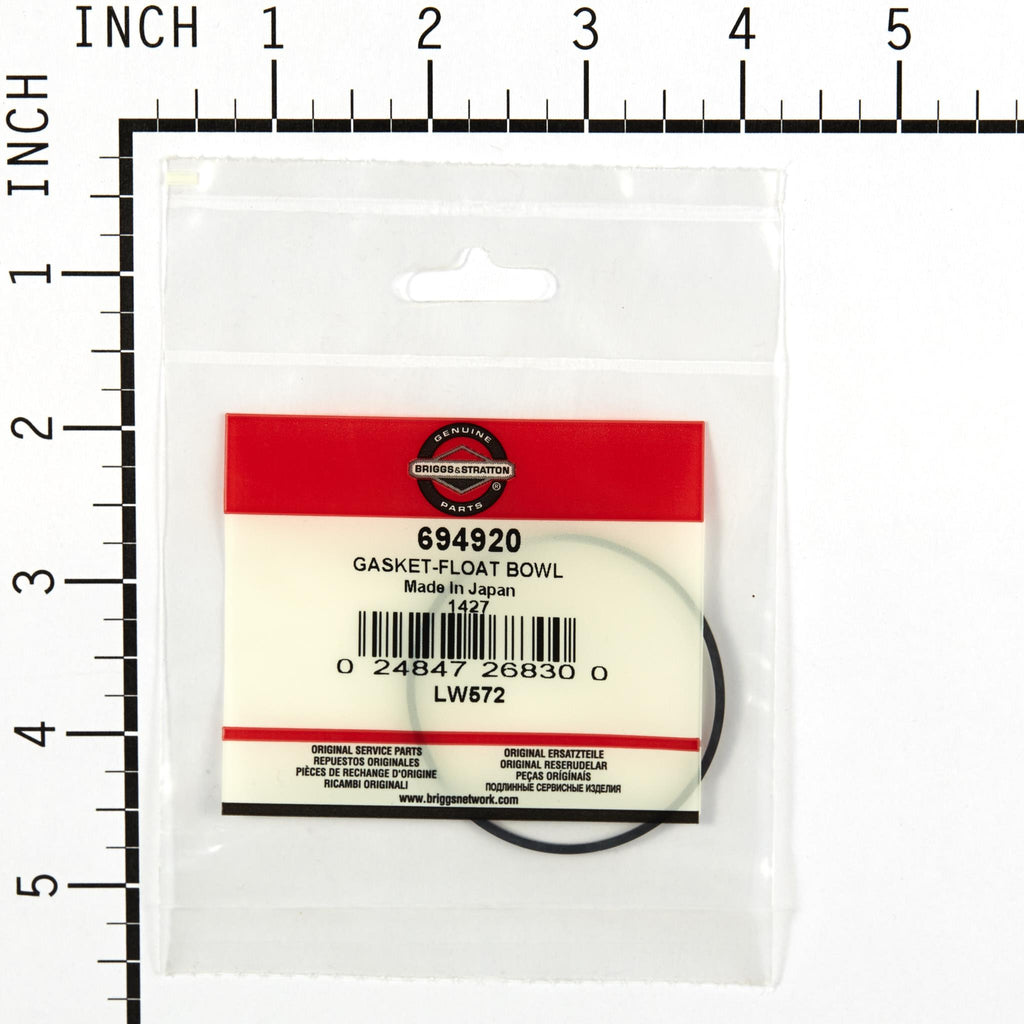 INCH 1 2 3 4 5
INCH 1 2 3 4 5
GENUINE
BRIGGS&STRATTON
®
PARTS
694920
GASKET-FLOAT BOWL
Made In Japan
1427
0 24847 26830 0
LW572
ORIGINAL SERVICE PARTS
REPUESTOS ORIGINALES
PIÈCES DE RECHANGE D'ORIGINE
RICAMBI ORIGINALI
ORIGINAL ERSATZTEILE
ORIGINAL RESERUDELAR
PEÇAS ORÍGÍNAÍS
ПОДЛИННЫЕ СЕРВИСНЫЕ ИЗДЕЛИЯ
www.briggsnetwork.com